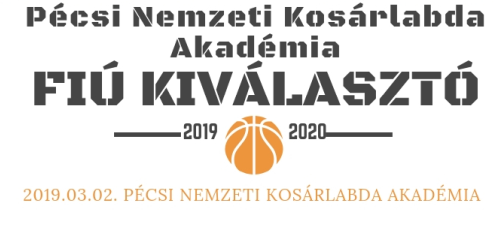 Pécsi Nemzeti Kosárlabda
Akadémia
FIÚ KIVÁLASZTÓ
2019 2020
2019.03.02. PÉCSI NEMZETI KOSÁRLABDA AKADÉMIA